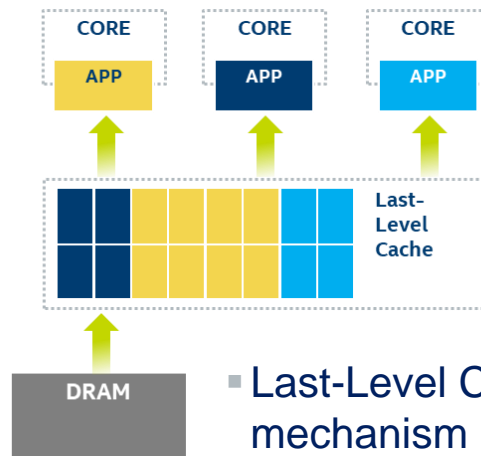 CORE CORE CORE
APP APP APP
Last-
Level
Cache
DRAM
Last-Level
mechanism